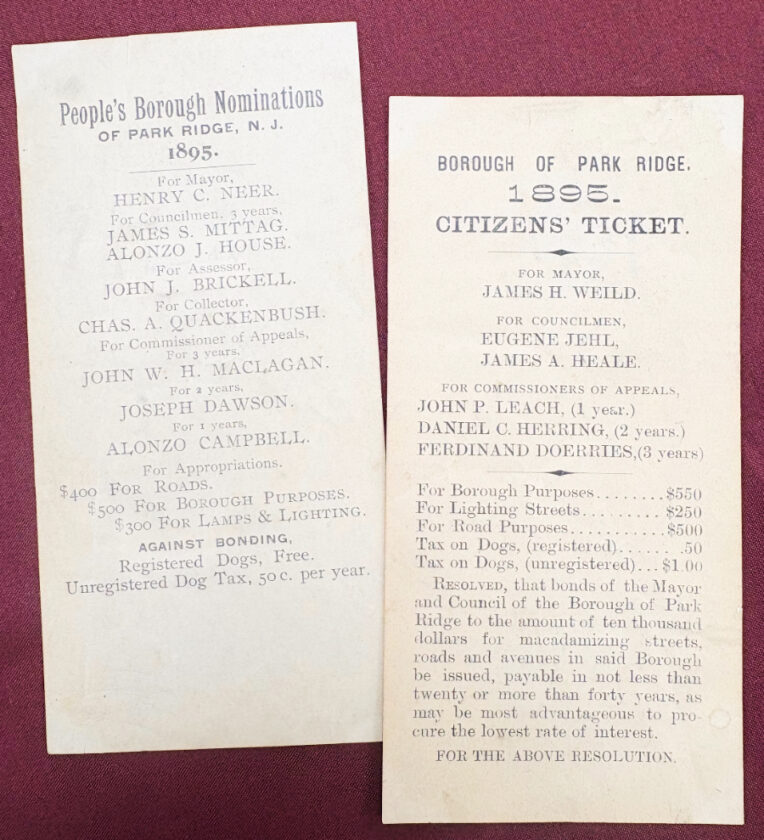 People's Borough Nominations
OF PARK RIDGE, N. J.
1895.
For Mayor,
HENRY C. NEER.
For Councilmen, 3 years,
JAMES S. MITTAG.
ALONZO J. HOUSE.
For Assessor,
JOHN J. BRICKELL.
For Collector,
CHAS. A. QUACKENBUSH.
For Commissioner of Appeals,
For 3 years,
JOHN W. H. MACLAGAN.
For 2 years,
JOSEPH DAWSON.
For 1 years,
ALONZO CAMPBELL.
For Appropriations.
$400 FOR ROADS.
$500 FOR BOROUGH PURPOSES.
$300 FOR LAMPS & LIGHTING.
AGAINST BONDING,
Registered Dogs, Free.
Unregistered Dog Tax, 50 c. per year.
BOROUGH OF PARK RIDGE.
1895.
CITIZENS' TICKET.
FOR MAYOR,
JAMES H. WEILD.
FOR COUNCILMEN,
EUGENE JEHL,
JAMES A. HEALE.
FOR COMMISSIONERS OF APPEALS,
JOHN P. LEACH, (1 year.)
DANIEL C. HERRING, (2 years.)
FERDINAND DOERRIES,(3 years)
For Borough Purposes........$550
For Lighting Streets.........$250
For Road Purposes...........$500
Tax on Dogs, (registered)...... .50
Tax on Dogs, (unregistered)...$1.00
RESOLVED, that bonds of the Mayor
and Council of the Borough of Park
Ridge to the amount of ten thousand
dollars for macadamizing streets,
roads and avenues in said Borough
be issued, payable in not less than
twenty or more than forty years, as
may be most advantageous to pro-
cure the lowest rate of interest.
FOR THE ABOVE RESOLUTION.